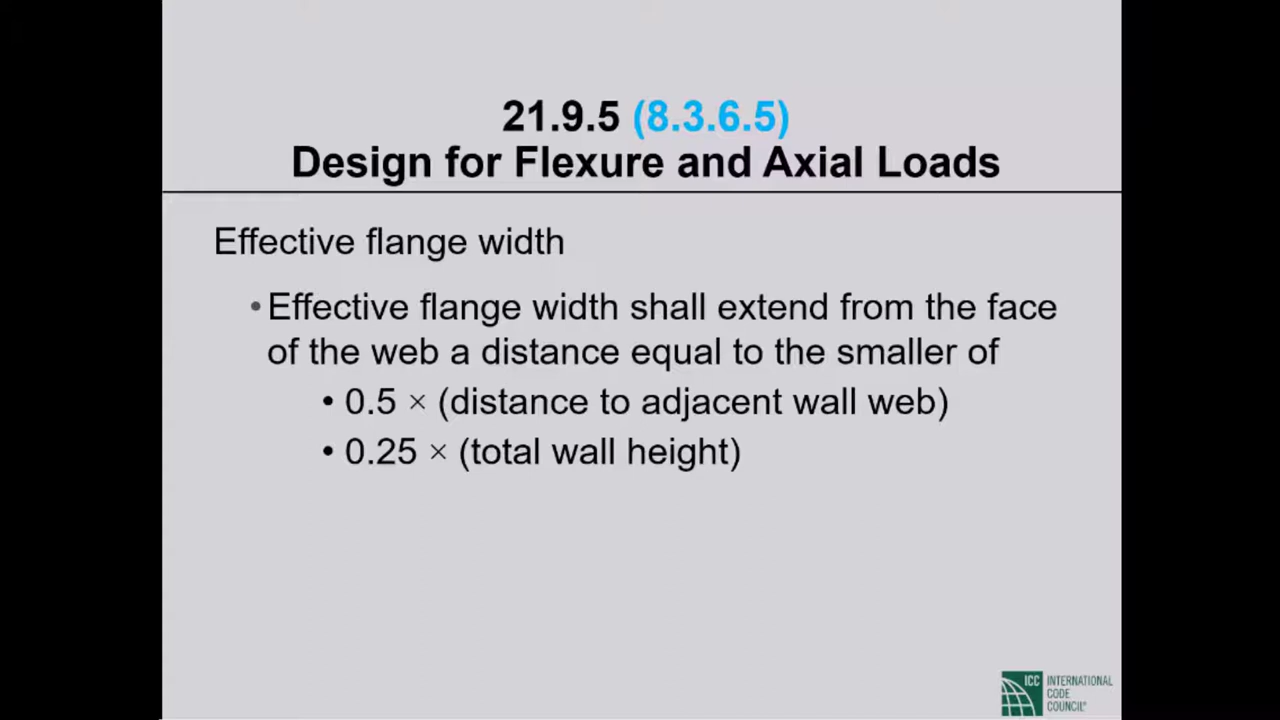 21.9.5 (8.3.6.5)
Design for Flexure and Axial Loads
Effective flange width
• Effective flange width shall extend from the face
of the web a distance equal to the smaller of
• 0.5 × (distance to adjacent wall web)
• 0.25 × (total wall height)
ICC INTERNATIONAL
CODE
COUNCIL®